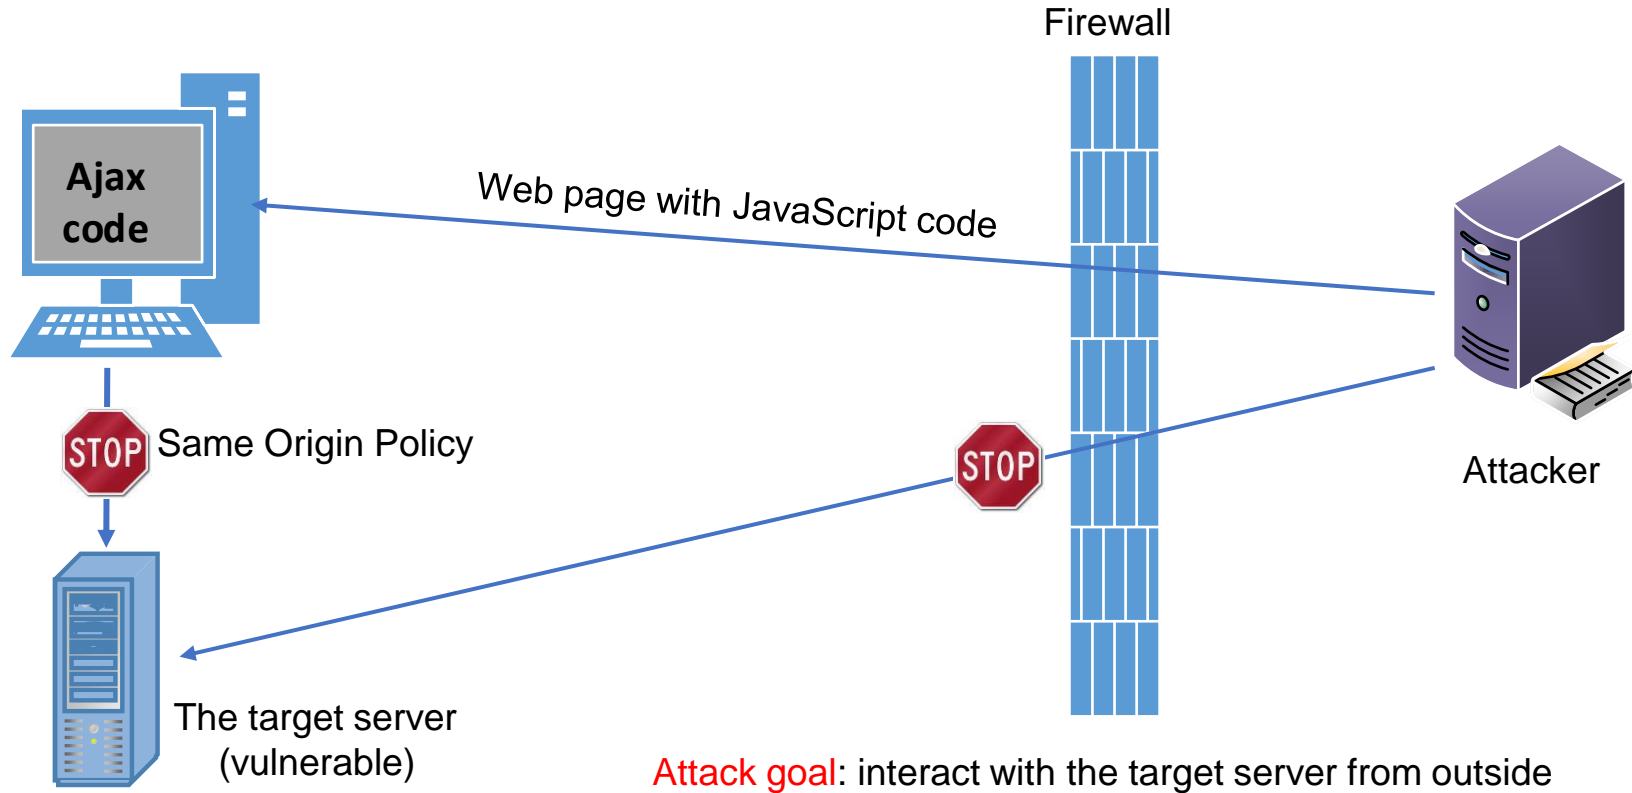 Firewall
Ajax
code
Web page with JavaScript code
STOP
Same Origin Policy
STOP
Attacker
The target server
(vulnerable)
Attack goal: interact with the target server from outside